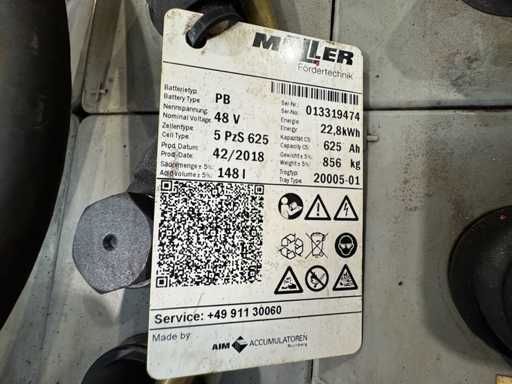 MÜLLER
Fördertechnik
Batterietyp:
Battery Type PB
Nennspannung:
Nominal Voltage 48 V
Zellentype:
Cell Type 5 PzS 625
Prod. Datum
Prod-Date: 42/2018
Säuremenge ± 5%:
Acid Volume ± 5%: 148 l
Ser-Nr.:
Ser-Nr.: 013319474
Energie
Energy: 22,8kWh
Kapazität C5:
Capacity C5: 625 Ah
Gewicht ± 5%:
Weight ± 5%: 856 kg
Trogtyp:
Tray Type 20005-01
Service: +49 911 30060
Made by:
AIM ACCUMULATOREN
Nürnberg